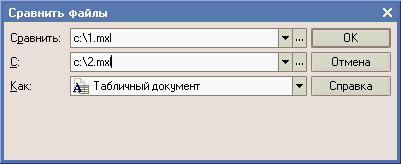 Сравнить файлы
Сравнить: c:\1.mxl ... OK
С: c:\2.mxl ... Отмена
Как: Табличный документ Справка